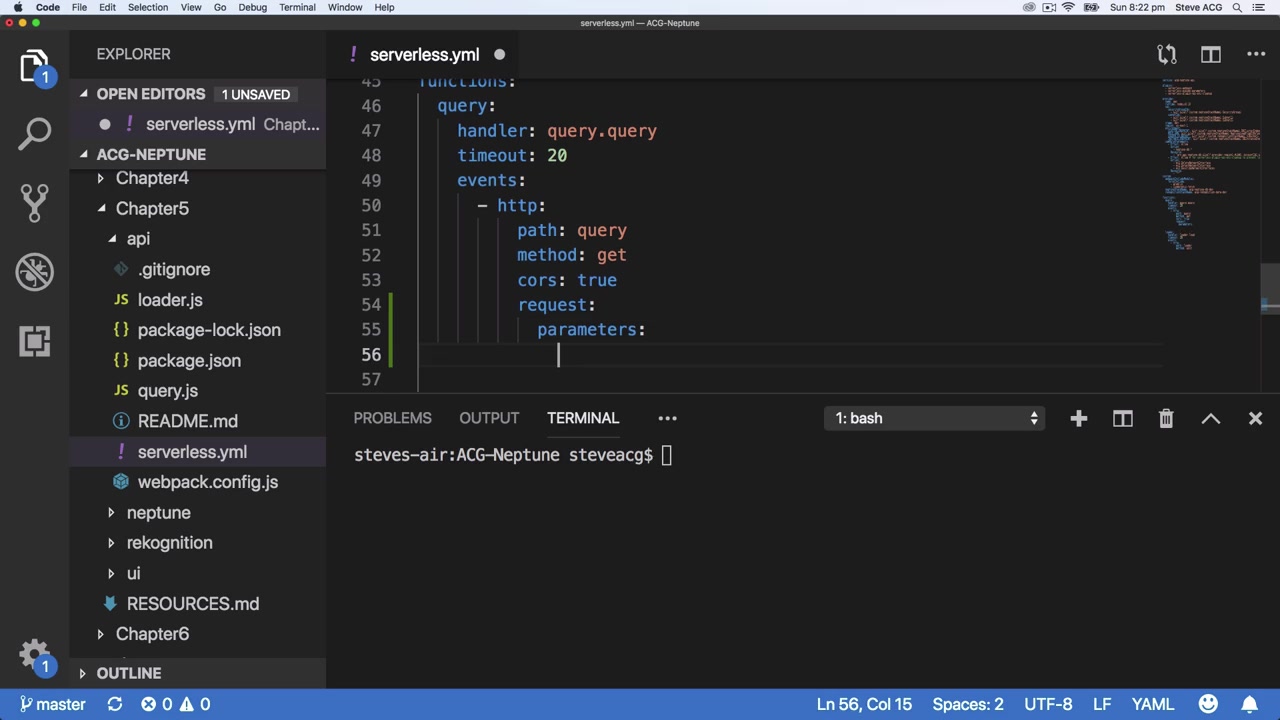 Code File Edit Selection View Go Debug Terminal Window Help Sun 8:22 pm Steve ACG
serverless.yml — ACG-Neptune
EXPLORER
OPEN EDITORS 1 UNSAVED
! serverless.yml Chapt...
ACG-NEPTUNE
Chapter4
Chapter5
api
.gitignore
JS loader.js
{} package-lock.json
{} package.json
JS query.js
README.md
! serverless.yml
webpack.config.js
neptune
rekognition
ui
RESOURCES.md
Chapter6
OUTLINE
1
1
! serverless.yml
45 functions:
46 query:
47 handler: query.query
48 timeout: 20
49 events:
50 - http:
51 path: query
52 method: get
53 cors: true
54 request:
55 parameters:
56
57
PROBLEMS OUTPUT TERMINAL ... 1: bash
steves-air:ACG-Neptune steveacg$
master 0 0 Ln 56, Col 15 Spaces: 2 UTF-8 LF YAML